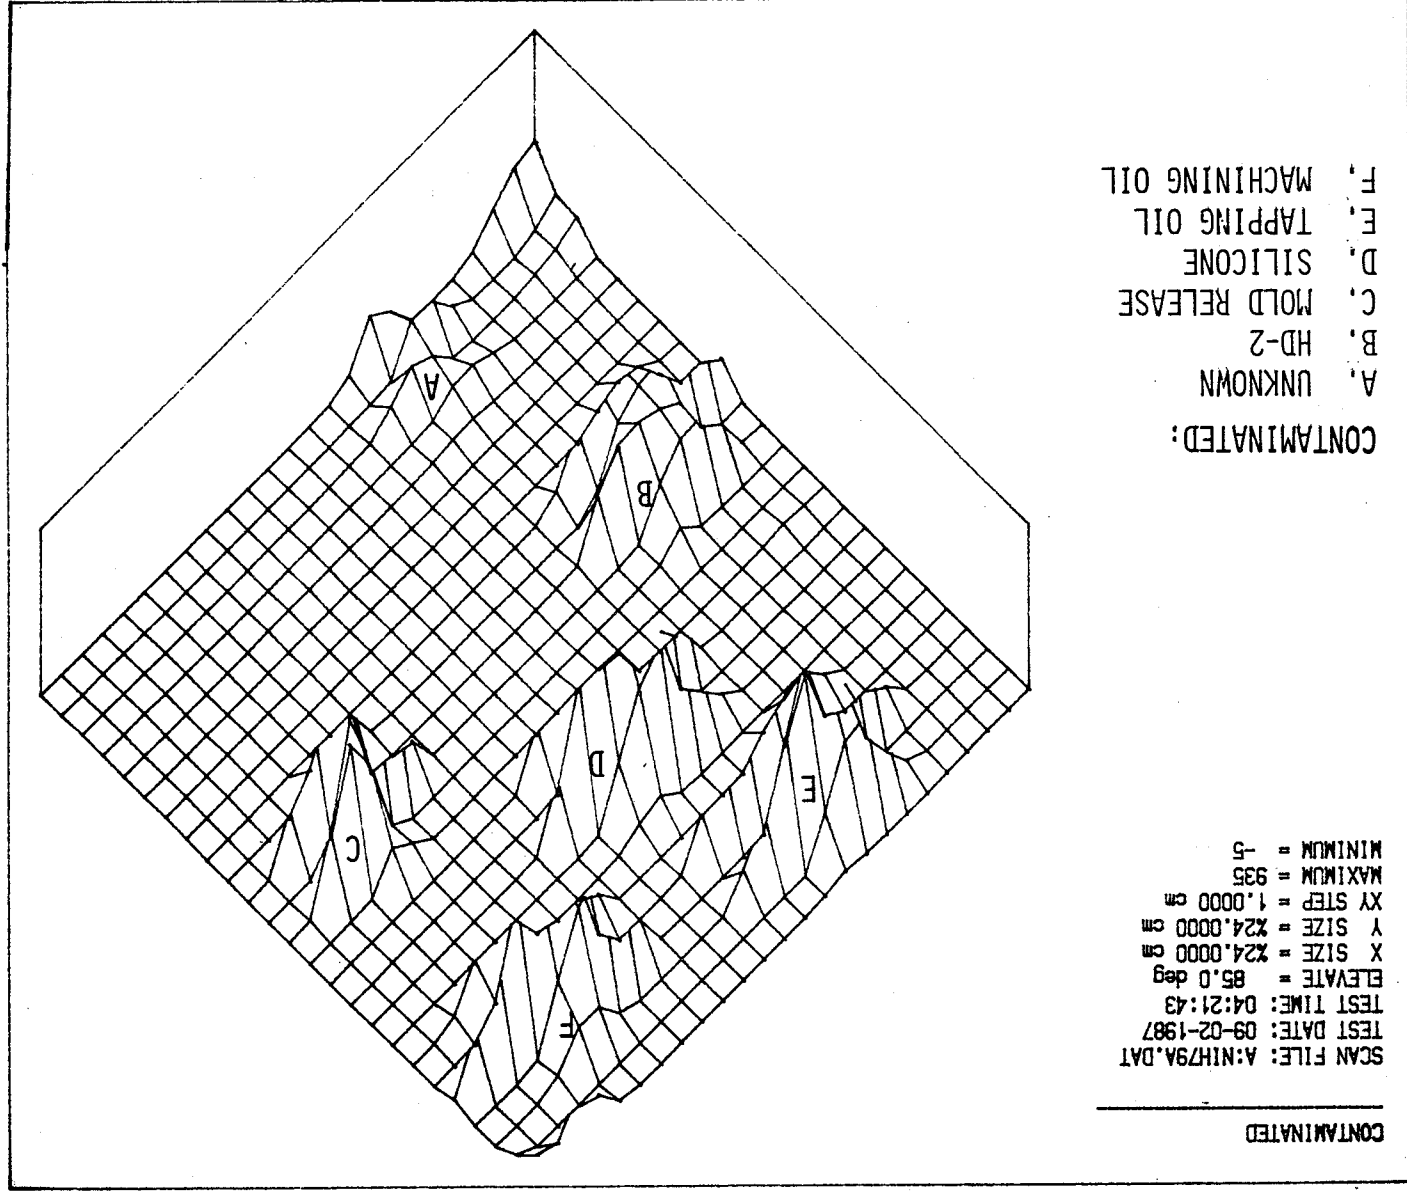 CONTAMINATED
SCAN FILE: A:NIH79A.DAT
TEST DATE: 09-02-1987
TEST TIME: 04:21:43
ELEVATE = 85.0 deg
X SIZE = %24.0000 cm
Y SIZE = %24.0000 cm
XY STEP = 1.0000 cm
MAXIMUM = 935
MINIMUM = -5
CONTAMINATED:
A. UNKNOWN
B. HD-2
C. MOLD RELEASE
D. SILICONE
E. TAPPING OIL
F. MACHINING OIL
F
C
E
D
B
A